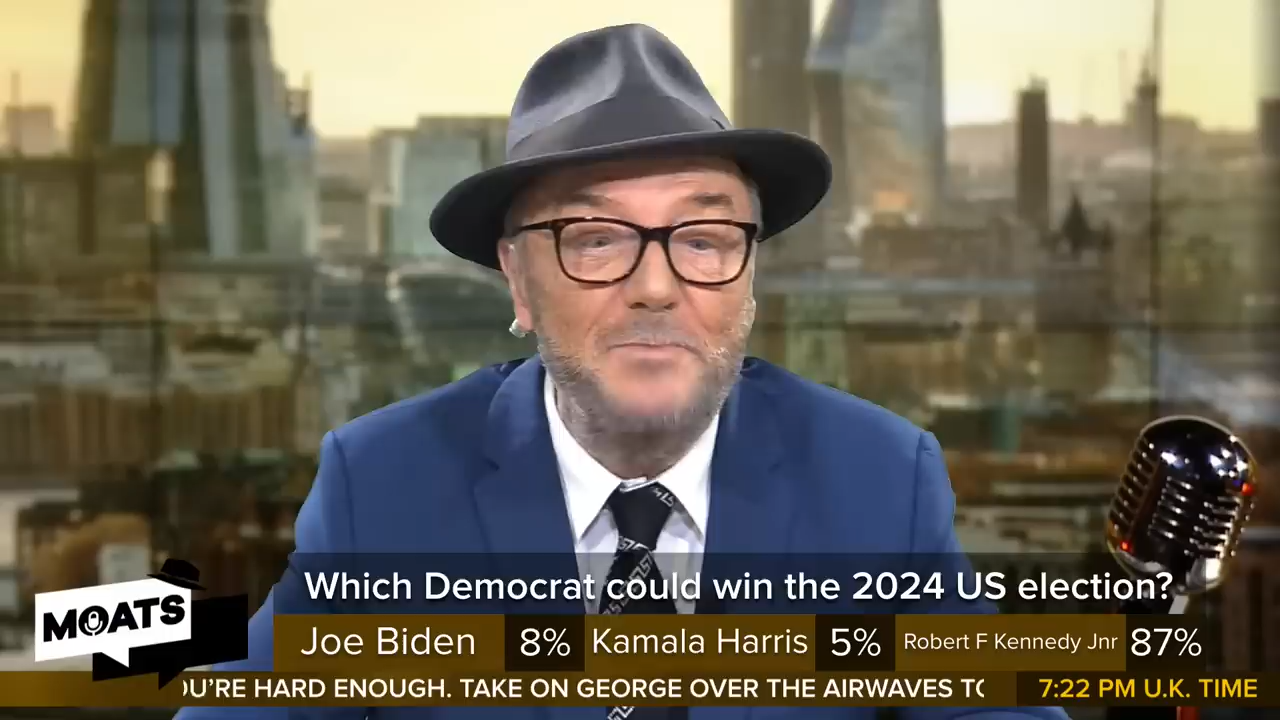 Which Democrat could win the 2024 US election?
MOATS
Joe Biden 8% Kamala Harris 5% Robert F Kennedy Jnr 87%
OU'RE HARD ENOUGH. TAKE ON GEORGE OVER THE AIRWAVES TO
7:22 PM U.K. TIME